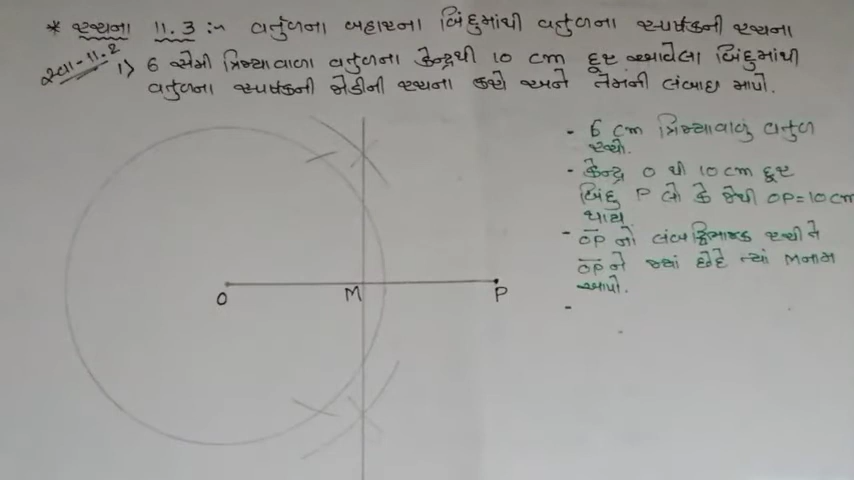 * રચના 11.3 :- વર્તુળના બહારના બિંદુમાંથી વર્તુળના સ્પર્શકની રચના
સ્વા-11.2
1) 6 સેમી ત્રિજ્યાવાળા વર્તુળના કેન્દ્રથી 10 cm દૂર આવેલા બિંદુમાંથી
વર્તુળના સ્પર્શકની જોડીની રચના કરો અને તેમની લંબાઇ માપો.
- 6 cm ત્રિજ્યાવાળું વર્તુળ
રચો.
- કેન્દ્ર O થી 10 cm દૂર
બિંદુ P લો કે જેથી OP = 10 cm
થાય.
- OP નો લંબદ્વિભાજક રચીને
OP ને જ્યાં છેદે ત્યાં M નામ
આપો.
-
O M P